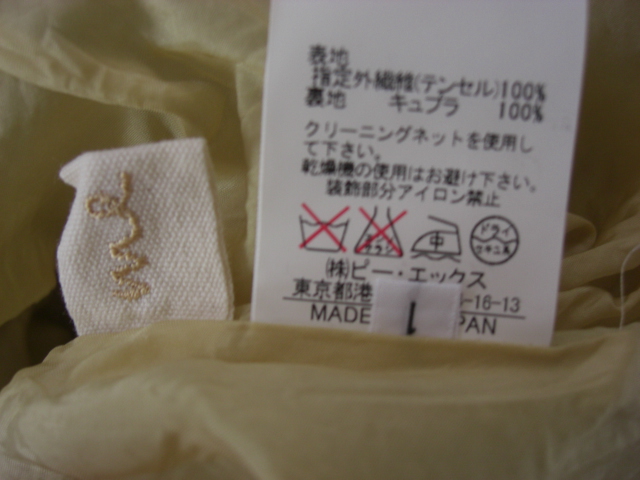 表地
指定外繊維(テンセル)100%
裏地 キュプラ 100%
クリーニングネットを使用し
て下さい。
乾燥機の使用はお避け下さい。
装飾部分アイロン禁止
中 ドライ
(株)ピー・エックス
東京都港 -16-13
MADE PAN